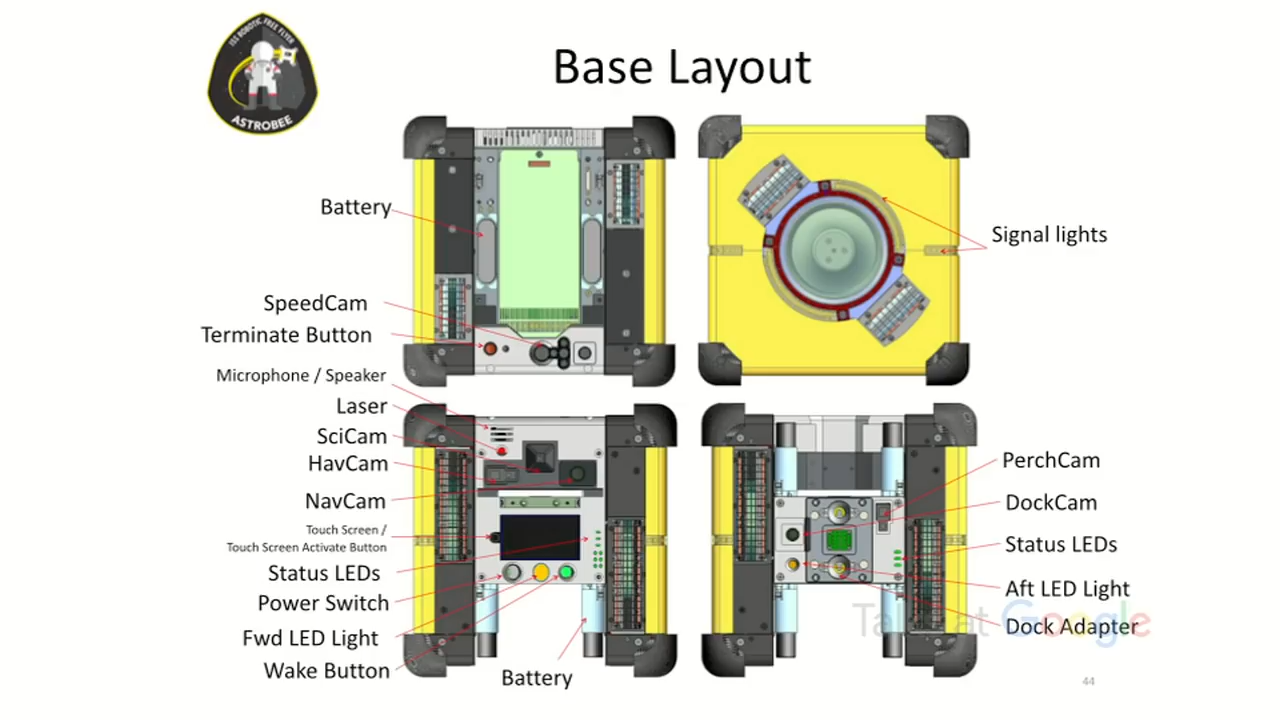 ISS ROBOTIC FREE FLYER
ASTROBEE
Base Layout
Battery
SpeedCam
Terminate Button
Signal lights
Microphone / Speaker
Laser
SciCam
HavCam
NavCam
Touch Screen /
Touch Screen Activate Button
Status LEDs
Power Switch
Fwd LED Light
Wake Button
Battery
PerchCam
DockCam
Status LEDs
Aft LED Light
Dock Adapter
Talks at Google
44